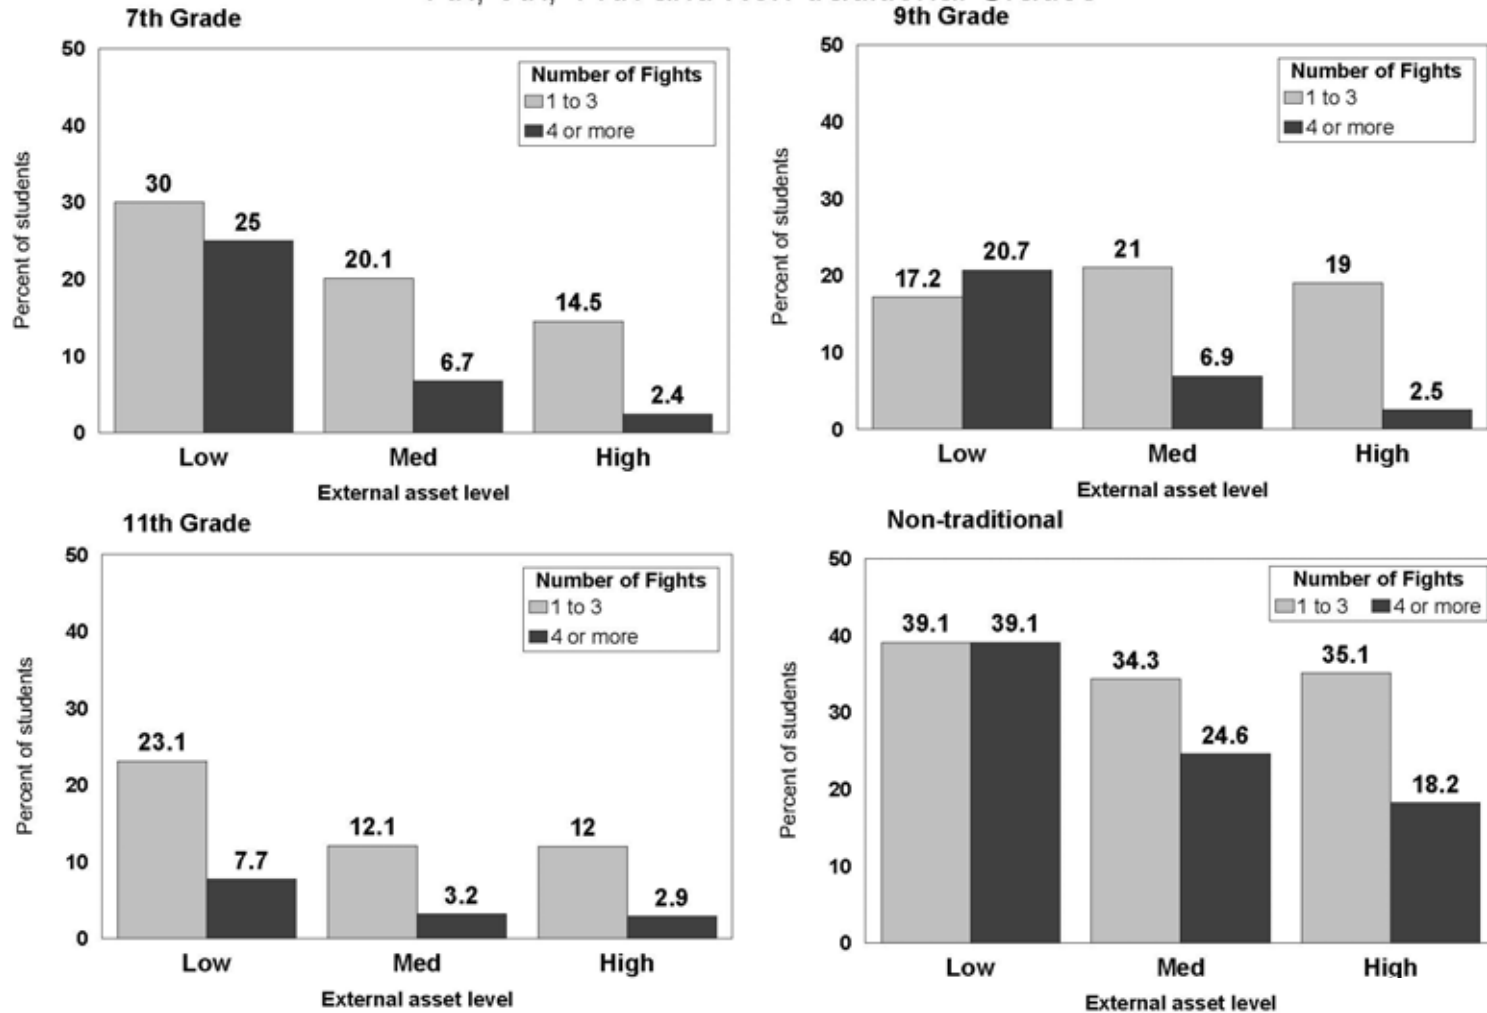 7th Grade
50
40
30
20
10
0
Percent of students
Number of Fights
1 to 3
4 or more
30
25
20.1
6.7
14.5
2.4
Low
Med
High
External asset level
9th Grade
50
40
30
20
10
0
Percent of students
Number of Fights
1 to 3
4 or more
17.2
20.7
21
6.9
19
2.5
Low
Med
High
External asset level
11th Grade
50
40
30
20
10
0
Percent of students
Number of Fights
1 to 3
4 or more
23.1
7.7
12.1
3.2
12
2.9
Low
Med
High
External asset level
Non-traditional
50
40
30
20
10
0
Percent of students
Number of Fights
1 to 3 4 or more
39.1
39.1
34.3
24.6
35.1
18.2
Low
Med
High
External asset level